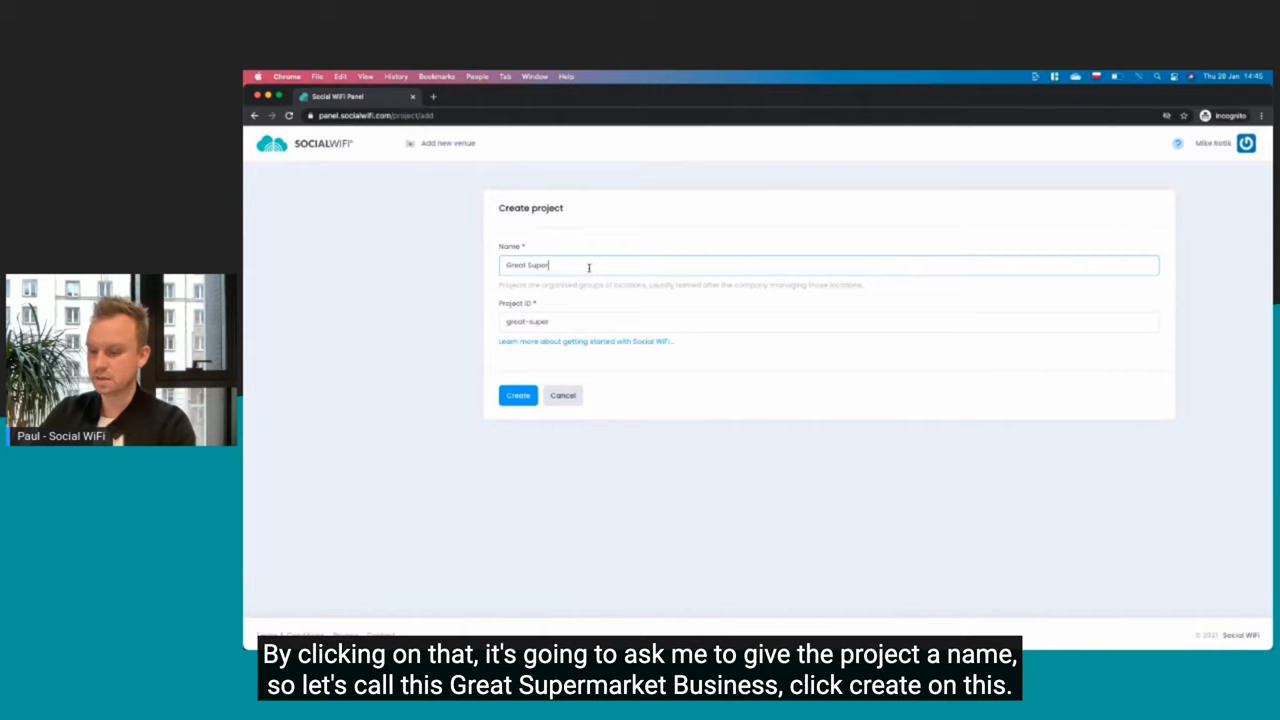 Chrome File Edit View History Bookmarks People Tab Window Help
Thu 28 Jan 14:45
Social WiFi Panel
panel.socialwifi.com/project/add
Incognito
SOCIALWIFI
Add new venue
Mike Rotik
Create project
Name *
Great Super
Projects are organised groups of locations, usually named after the company managing those locations.
Project ID *
great-super
Learn more about getting started with Social WiFi...
Create Cancel
Paul - Social WiFi
© 2021 Social WiFi
By clicking on that, it's going to ask me to give the project a name,
so let's call this Great Supermarket Business, click create on this.